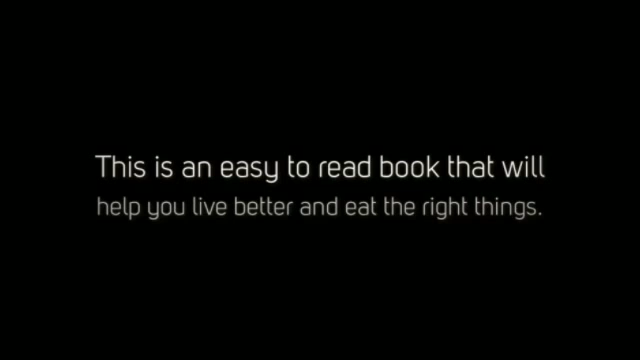 This is an easy to read book that will
help you live better and eat the right things.